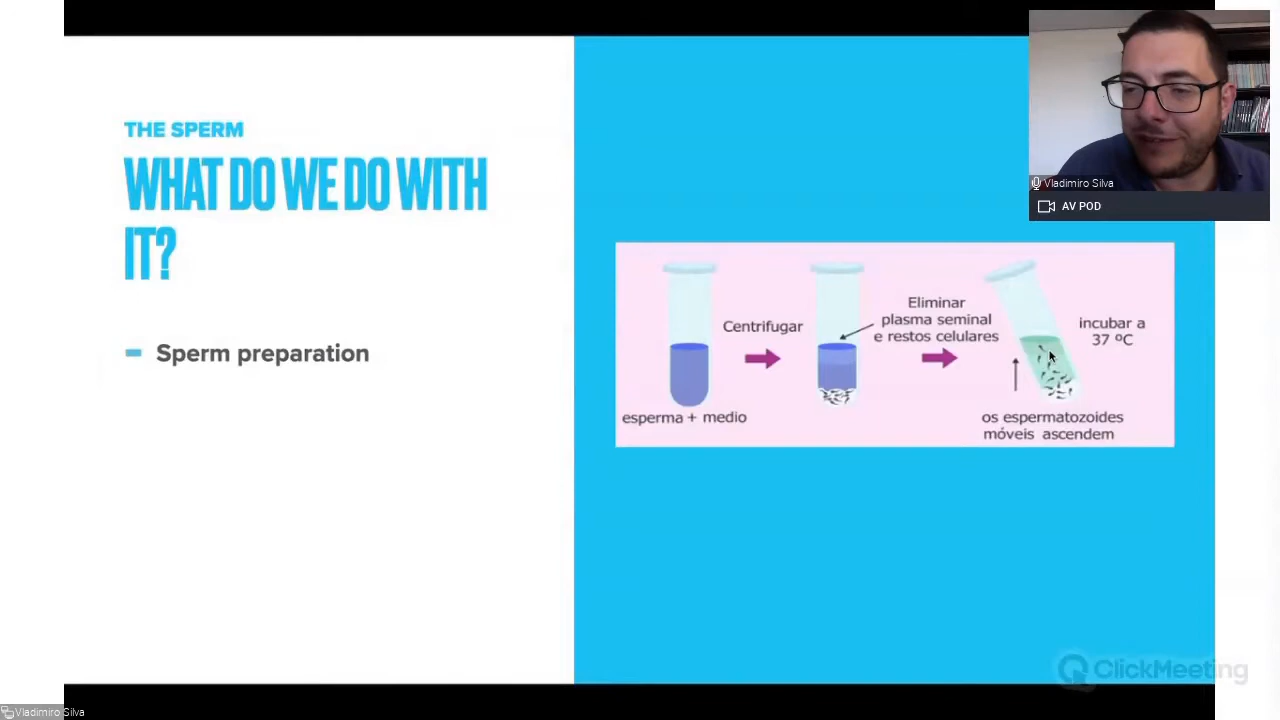 THE SPERM
WHAT DO WE DO WITH
IT?
Sperm preparation
Centrifugar
Eliminar
plasma seminal
e restos celulares
incubar a
37 ºC
esperma + medio
os espermatozoides
móveis ascendem
Vladimiro Silva
AV POD
ClickMeeting
Vladimiro Silva